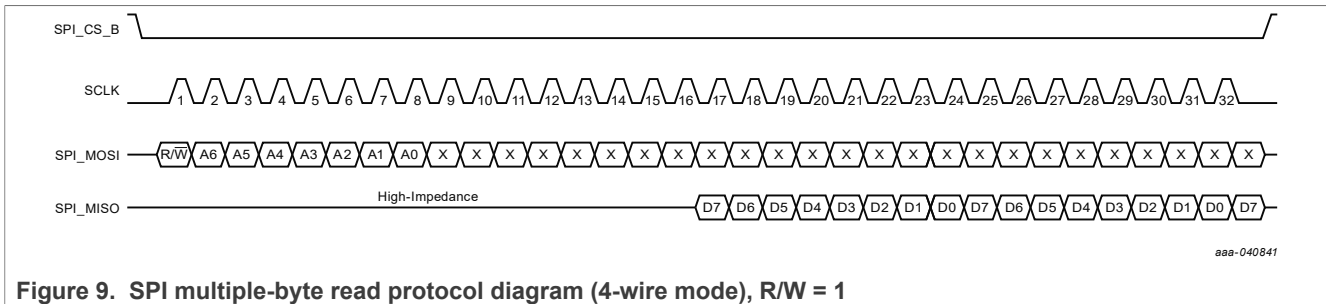 SPI_CS_B
SCLK 1 2 3 4 5 6 7 8 9 10 11 12 13 14 15 16 17 18 19 20 21 22 23 24 25 26 27 28 29 30 31 32
SPI_MOSI R/W̅ A6 A5 A4 A3 A2 A1 A0 X X X X X X X X X X X X X X X X X X X X X X X X X
High-Impedance
SPI_MISO D7 D6 D5 D4 D3 D2 D1 D0 D7 D6 D5 D4 D3 D2 D1 D0 D7
aaa-040841
Figure 9. SPI multiple-byte read protocol diagram (4-wire mode), R/W = 1